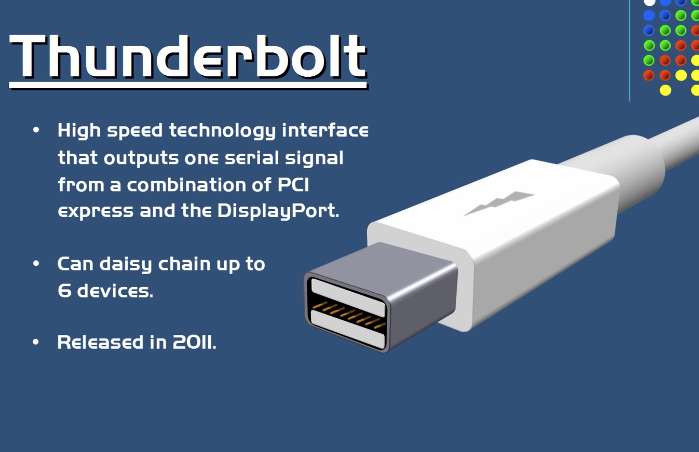 Thunderbolt
• High speed technology interface
that outputs one serial signal
from a combination of PCI
express and the DisplayPort.
• Can daisy chain up to
6 devices.
• Released in 2011.